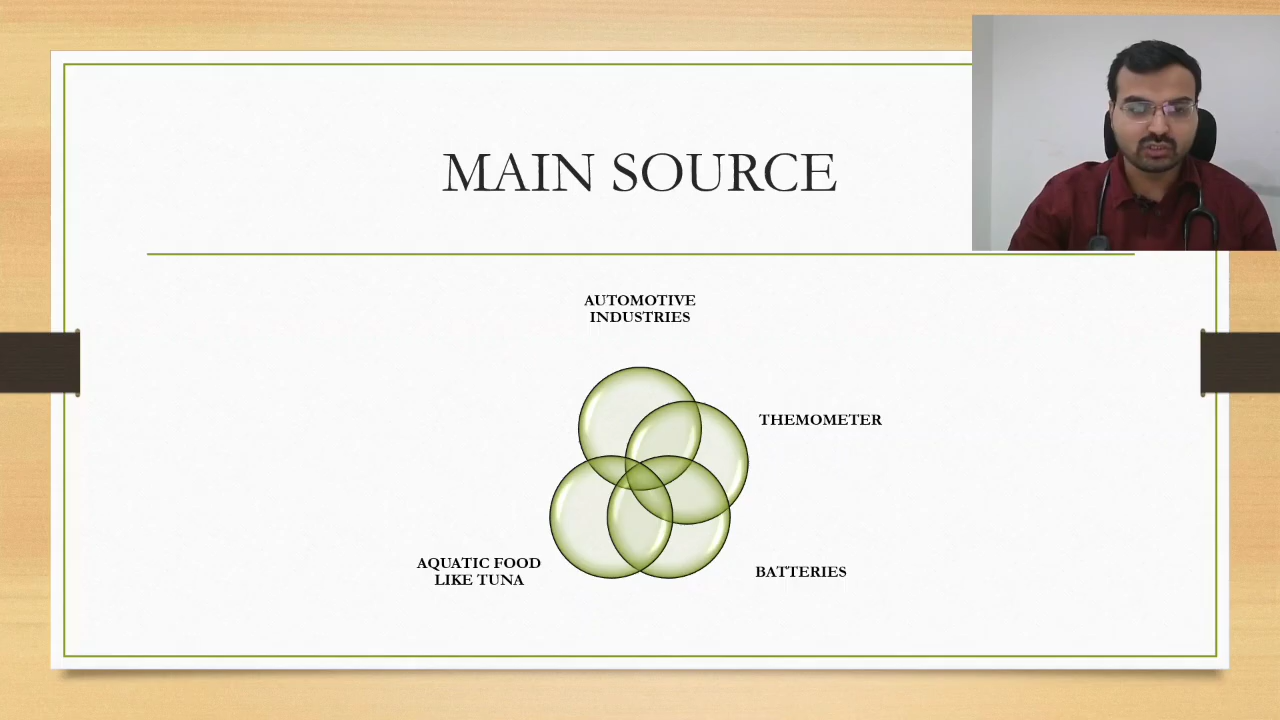 MAIN SOURCE
AUTOMOTIVE
INDUSTRIES
THEMOMETER
BATTERIES
AQUATIC FOOD
LIKE TUNA